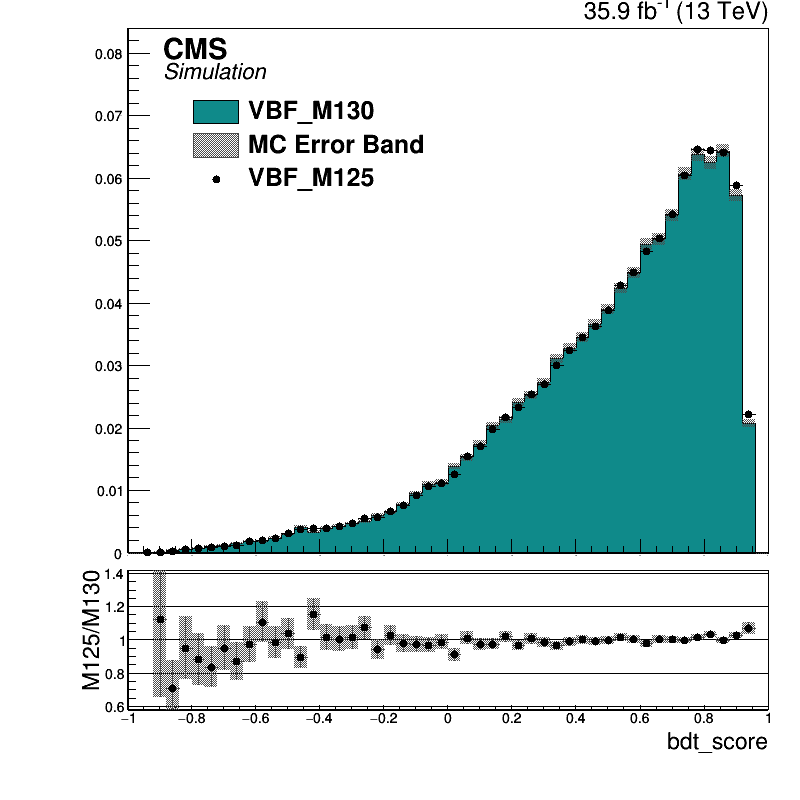 35.9 fb⁻¹ (13 TeV)
CMS
Simulation
VBF_M130
MC Error Band
VBF_M125
0.08
0.07
0.06
0.05
0.04
0.03
0.02
0.01
0
M125/M130
1.4
1.2
1
0.8
0.6
−1 −0.8 −0.6 −0.4 −0.2 0 0.2 0.4 0.6 0.8 1
bdt_score